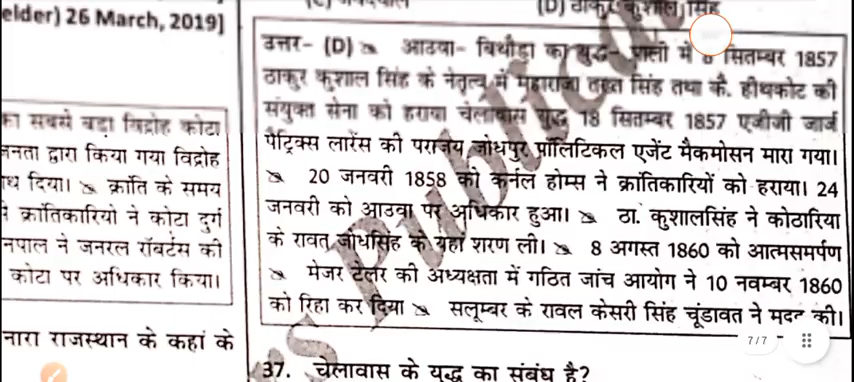 (D) ठाकुर कुशाल सिंह
elder) 26 March, 2019]
उत्तर- (D) आउवा- बिथौड़ा का युद्ध- पाली में 8 सितम्बर 1857
ठाकुर कुशाल सिंह के नेतृत्व में महाराजा तख्त सिंह तथा कै. हीथकोट की
संयुक्त सेना को हराया चेलावास युद्ध 18 सितम्बर 1857 एजीजी जार्ज
पैट्रिक्स लारेंस की पराजय जोधपुर पॉलिटिकल एजेंट मैकमोसन मारा गया।
20 जनवरी 1858 को कर्नल होम्स ने क्रांतिकारियों को हराया। 24
जनवरी को आउवा पर अधिकार हुआ। ठा. कुशालसिंह ने कोठारिया
के रावत जोधसिंह के यहा शरण ली। 8 अगस्त 1860 को आत्मसमर्पण
मेजर टेलर की अध्यक्षता में गठित जांच आयोग ने 10 नवम्बर 1860
को रिहा कर दिया सलूम्बर के रावल केसरी सिंह चूंडावत ने मदद की।
का सबसे बडा विद्रोह कोटा
जनता द्वारा किया गया विद्रोह
दिया। क्रांति के समय
क्रांतिकारियो ने कोटा दुर्ग
नपाल ने जनरल रॉबर्टस की
कोटा पर अधिकार किया।
नारा राजस्थान के कहां के
7/7
37. चेलावास के युद्ध का संबंध है?